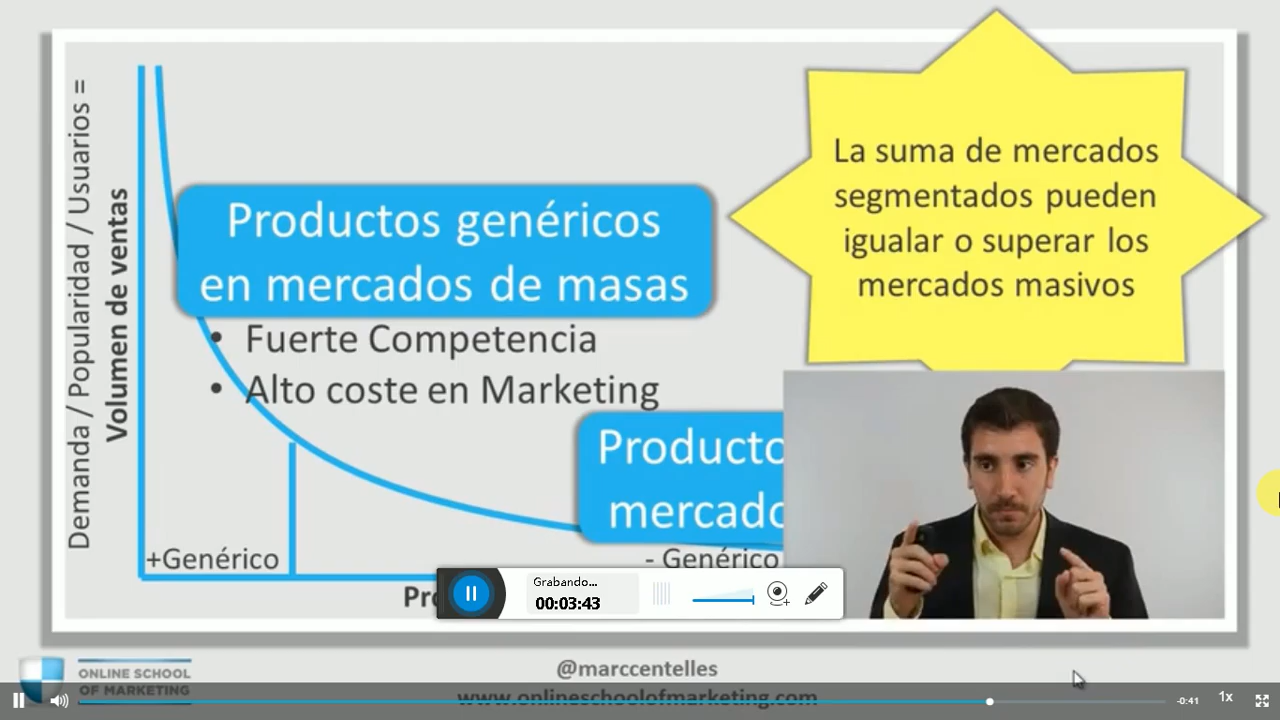 Demanda / Popularidad / Usuarios =
Volumen de ventas
La suma de mercados
segmentados pueden
igualar o superar los
mercados masivos
Productos genéricos
en mercados de masas
• Fuerte Competencia
• Alto coste en Marketing
+Genérico
- Genérico
Grabando...
00:03:43
@marccentelles
www.onlineschoolofmarketing.com
ONLINE SCHOOL
OF MARKETING
-0:41
1x